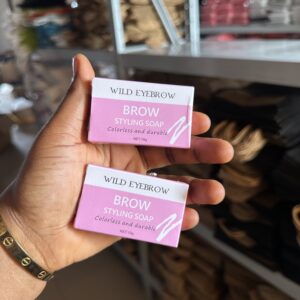 WILD EYEBROW
BROW
STYLING SOAP
Colorless and durable
WILD EYEBROW
BROW
STYLING SOAP
Colorless and durable